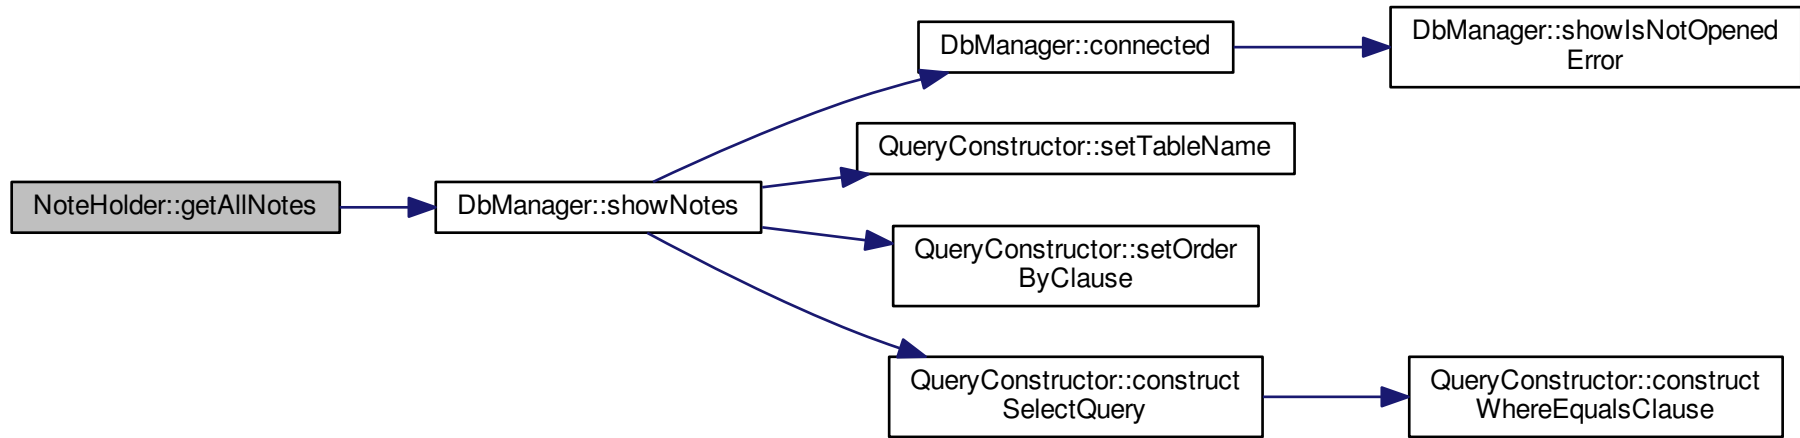 NoteHolder::getAllNotes
DbManager::showNotes
DbManager::connected
DbManager::showIsNotOpened
Error
QueryConstructor::setTableName
QueryConstructor::setOrder
ByClause
QueryConstructor::construct
SelectQuery
QueryConstructor::construct
WhereEqualsClause